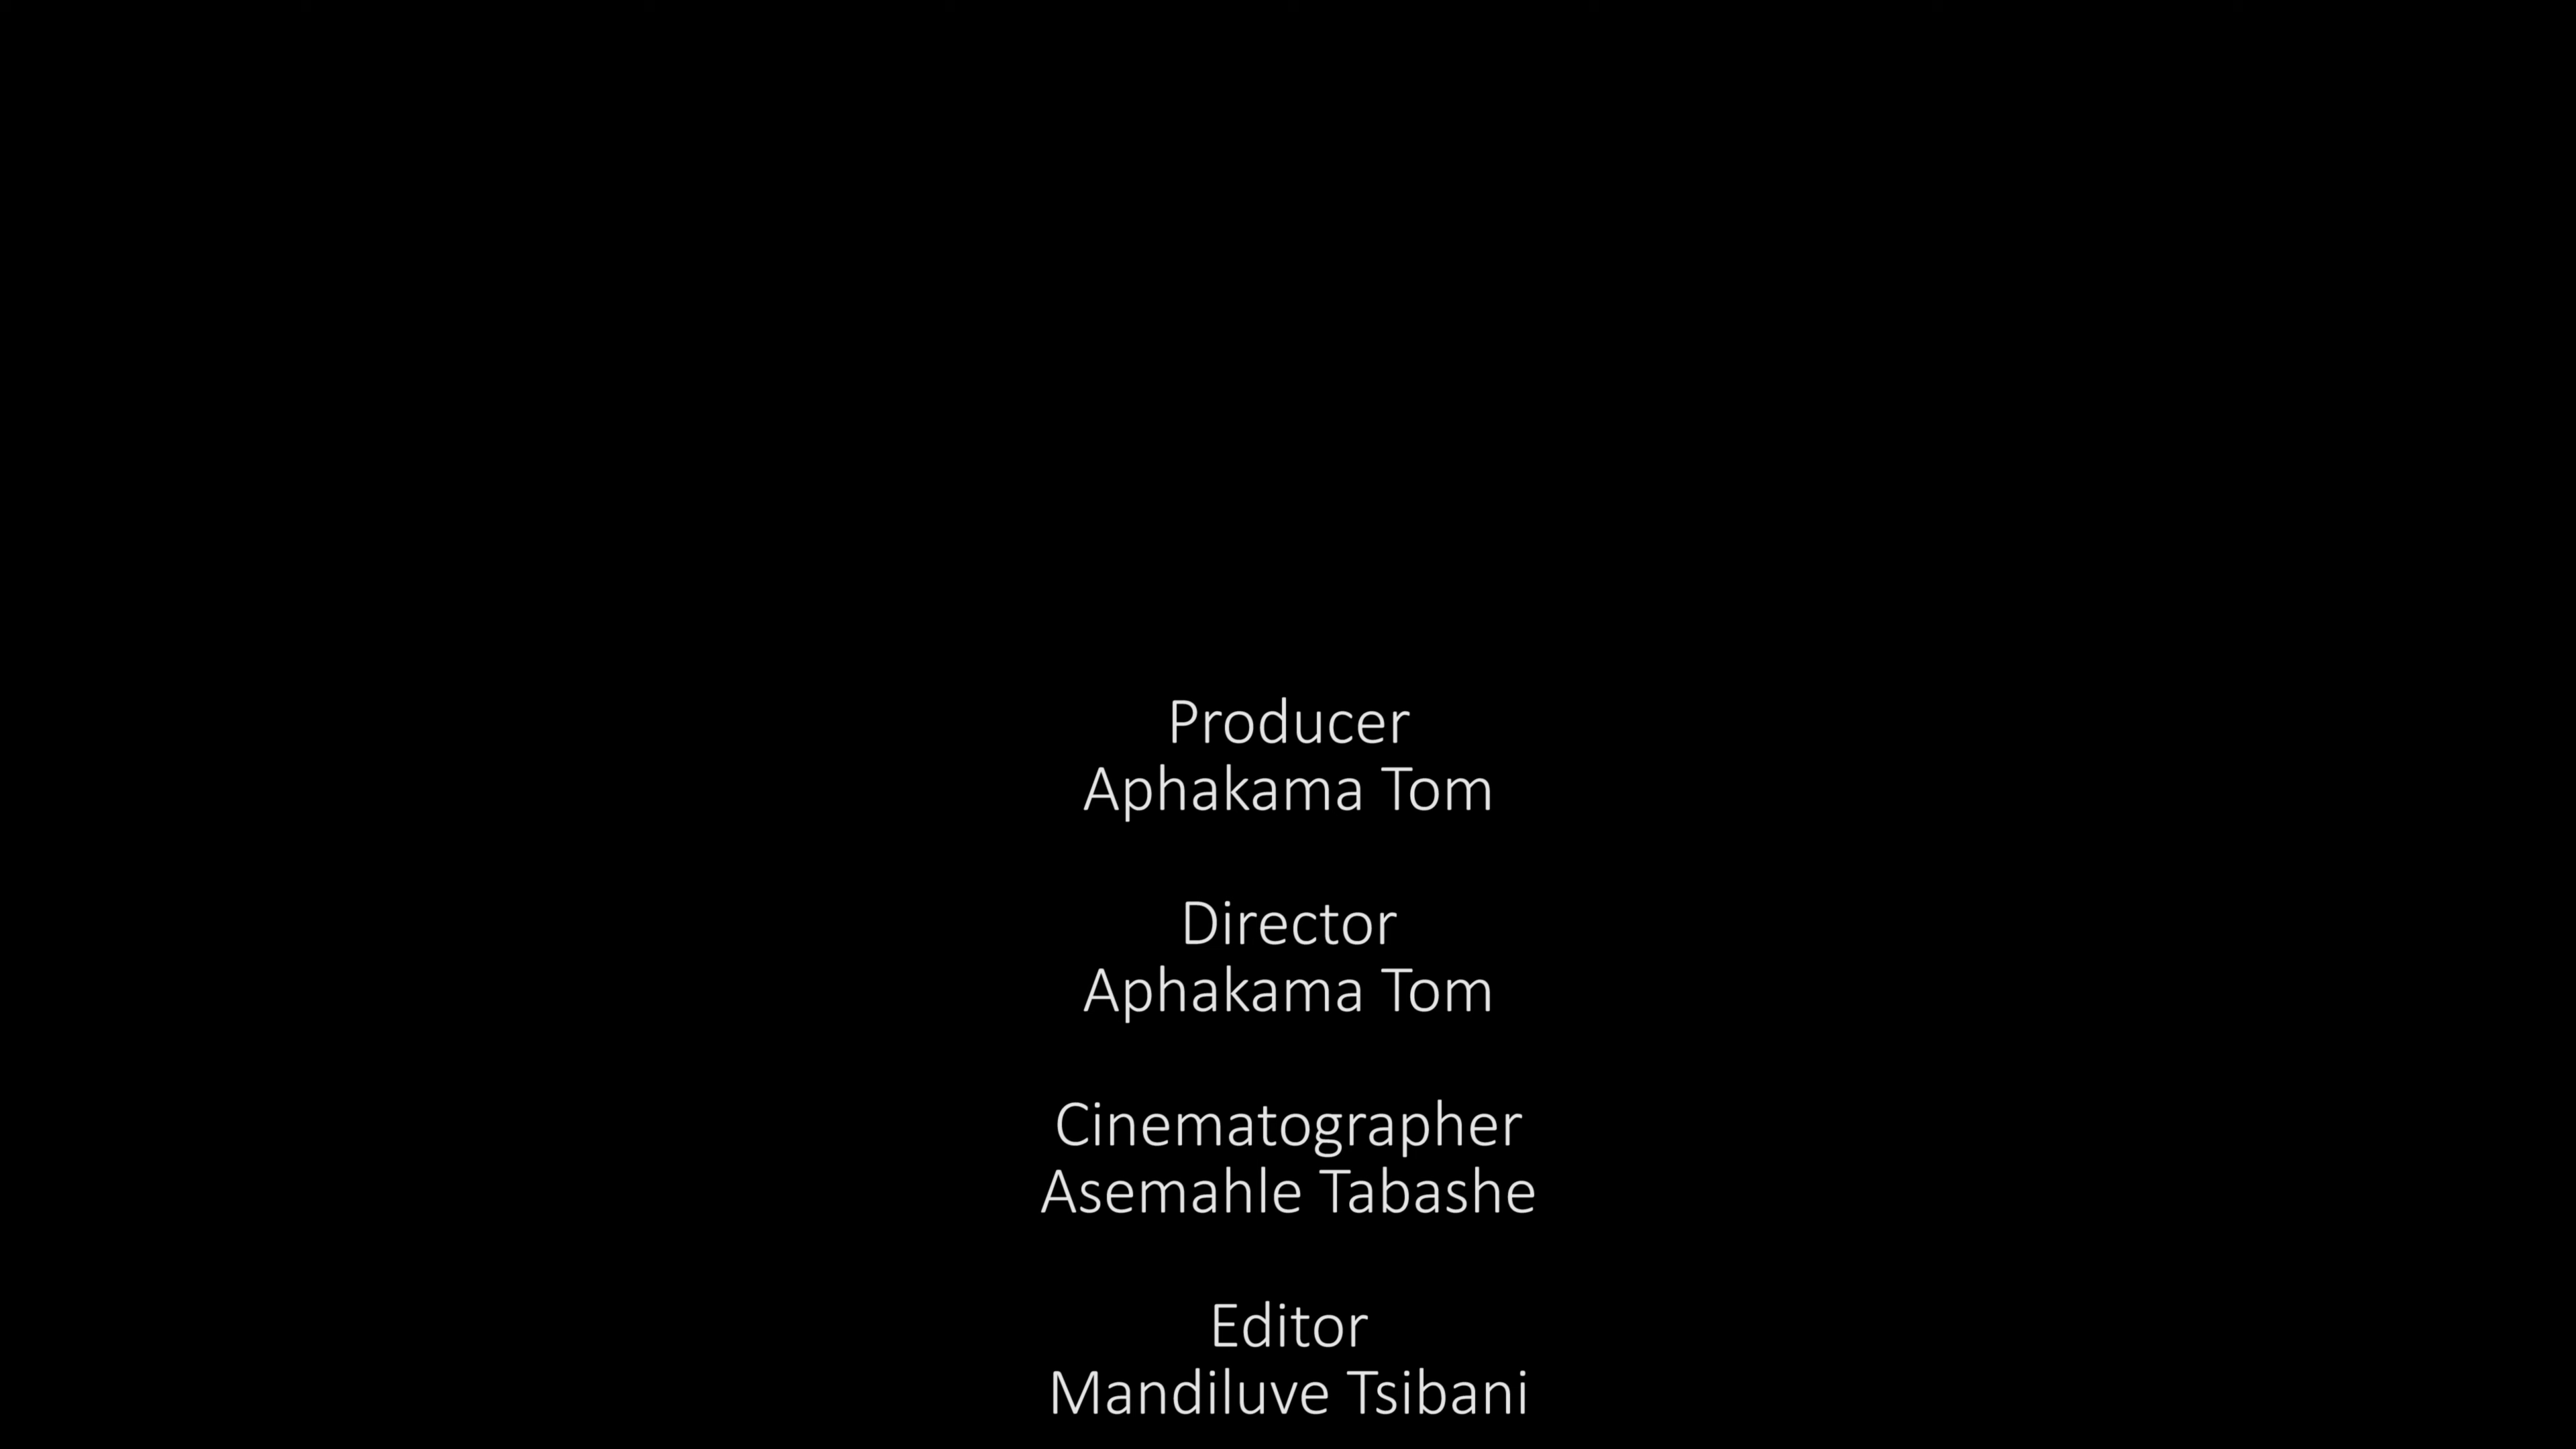 Producer
Aphakama Tom
Director
Aphakama Tom
Cinematographer
Asemahle Tabashe
Editor
Mandiluve Tsibani